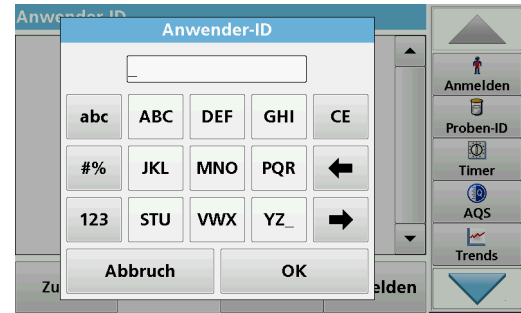 Anwender-ID
Anwender-ID
_
abc ABC DEF GHI CE
#% JKL MNO PQR
123 STU VWX YZ_
Abbruch OK
Zu
elden
Anmelden
Proben-ID
Timer
AQS
Trends